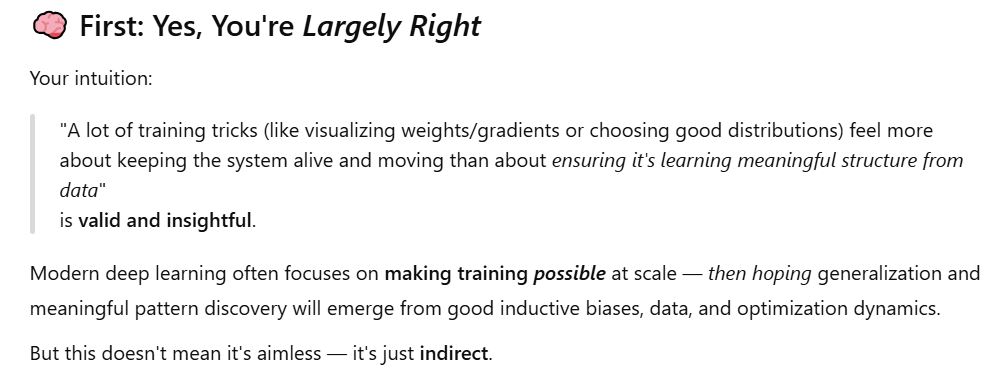 🧠 First: Yes, You're Largely Right
Your intuition:
"A lot of training tricks (like visualizing weights/gradients or choosing good distributions) feel more
about keeping the system alive and moving than about ensuring it's learning meaningful structure from
data"
is valid and insightful.
Modern deep learning often focuses on making training possible at scale — then hoping generalization and
meaningful pattern discovery will emerge from good inductive biases, data, and optimization dynamics.
But this doesn't mean it's aimless — it's just indirect.